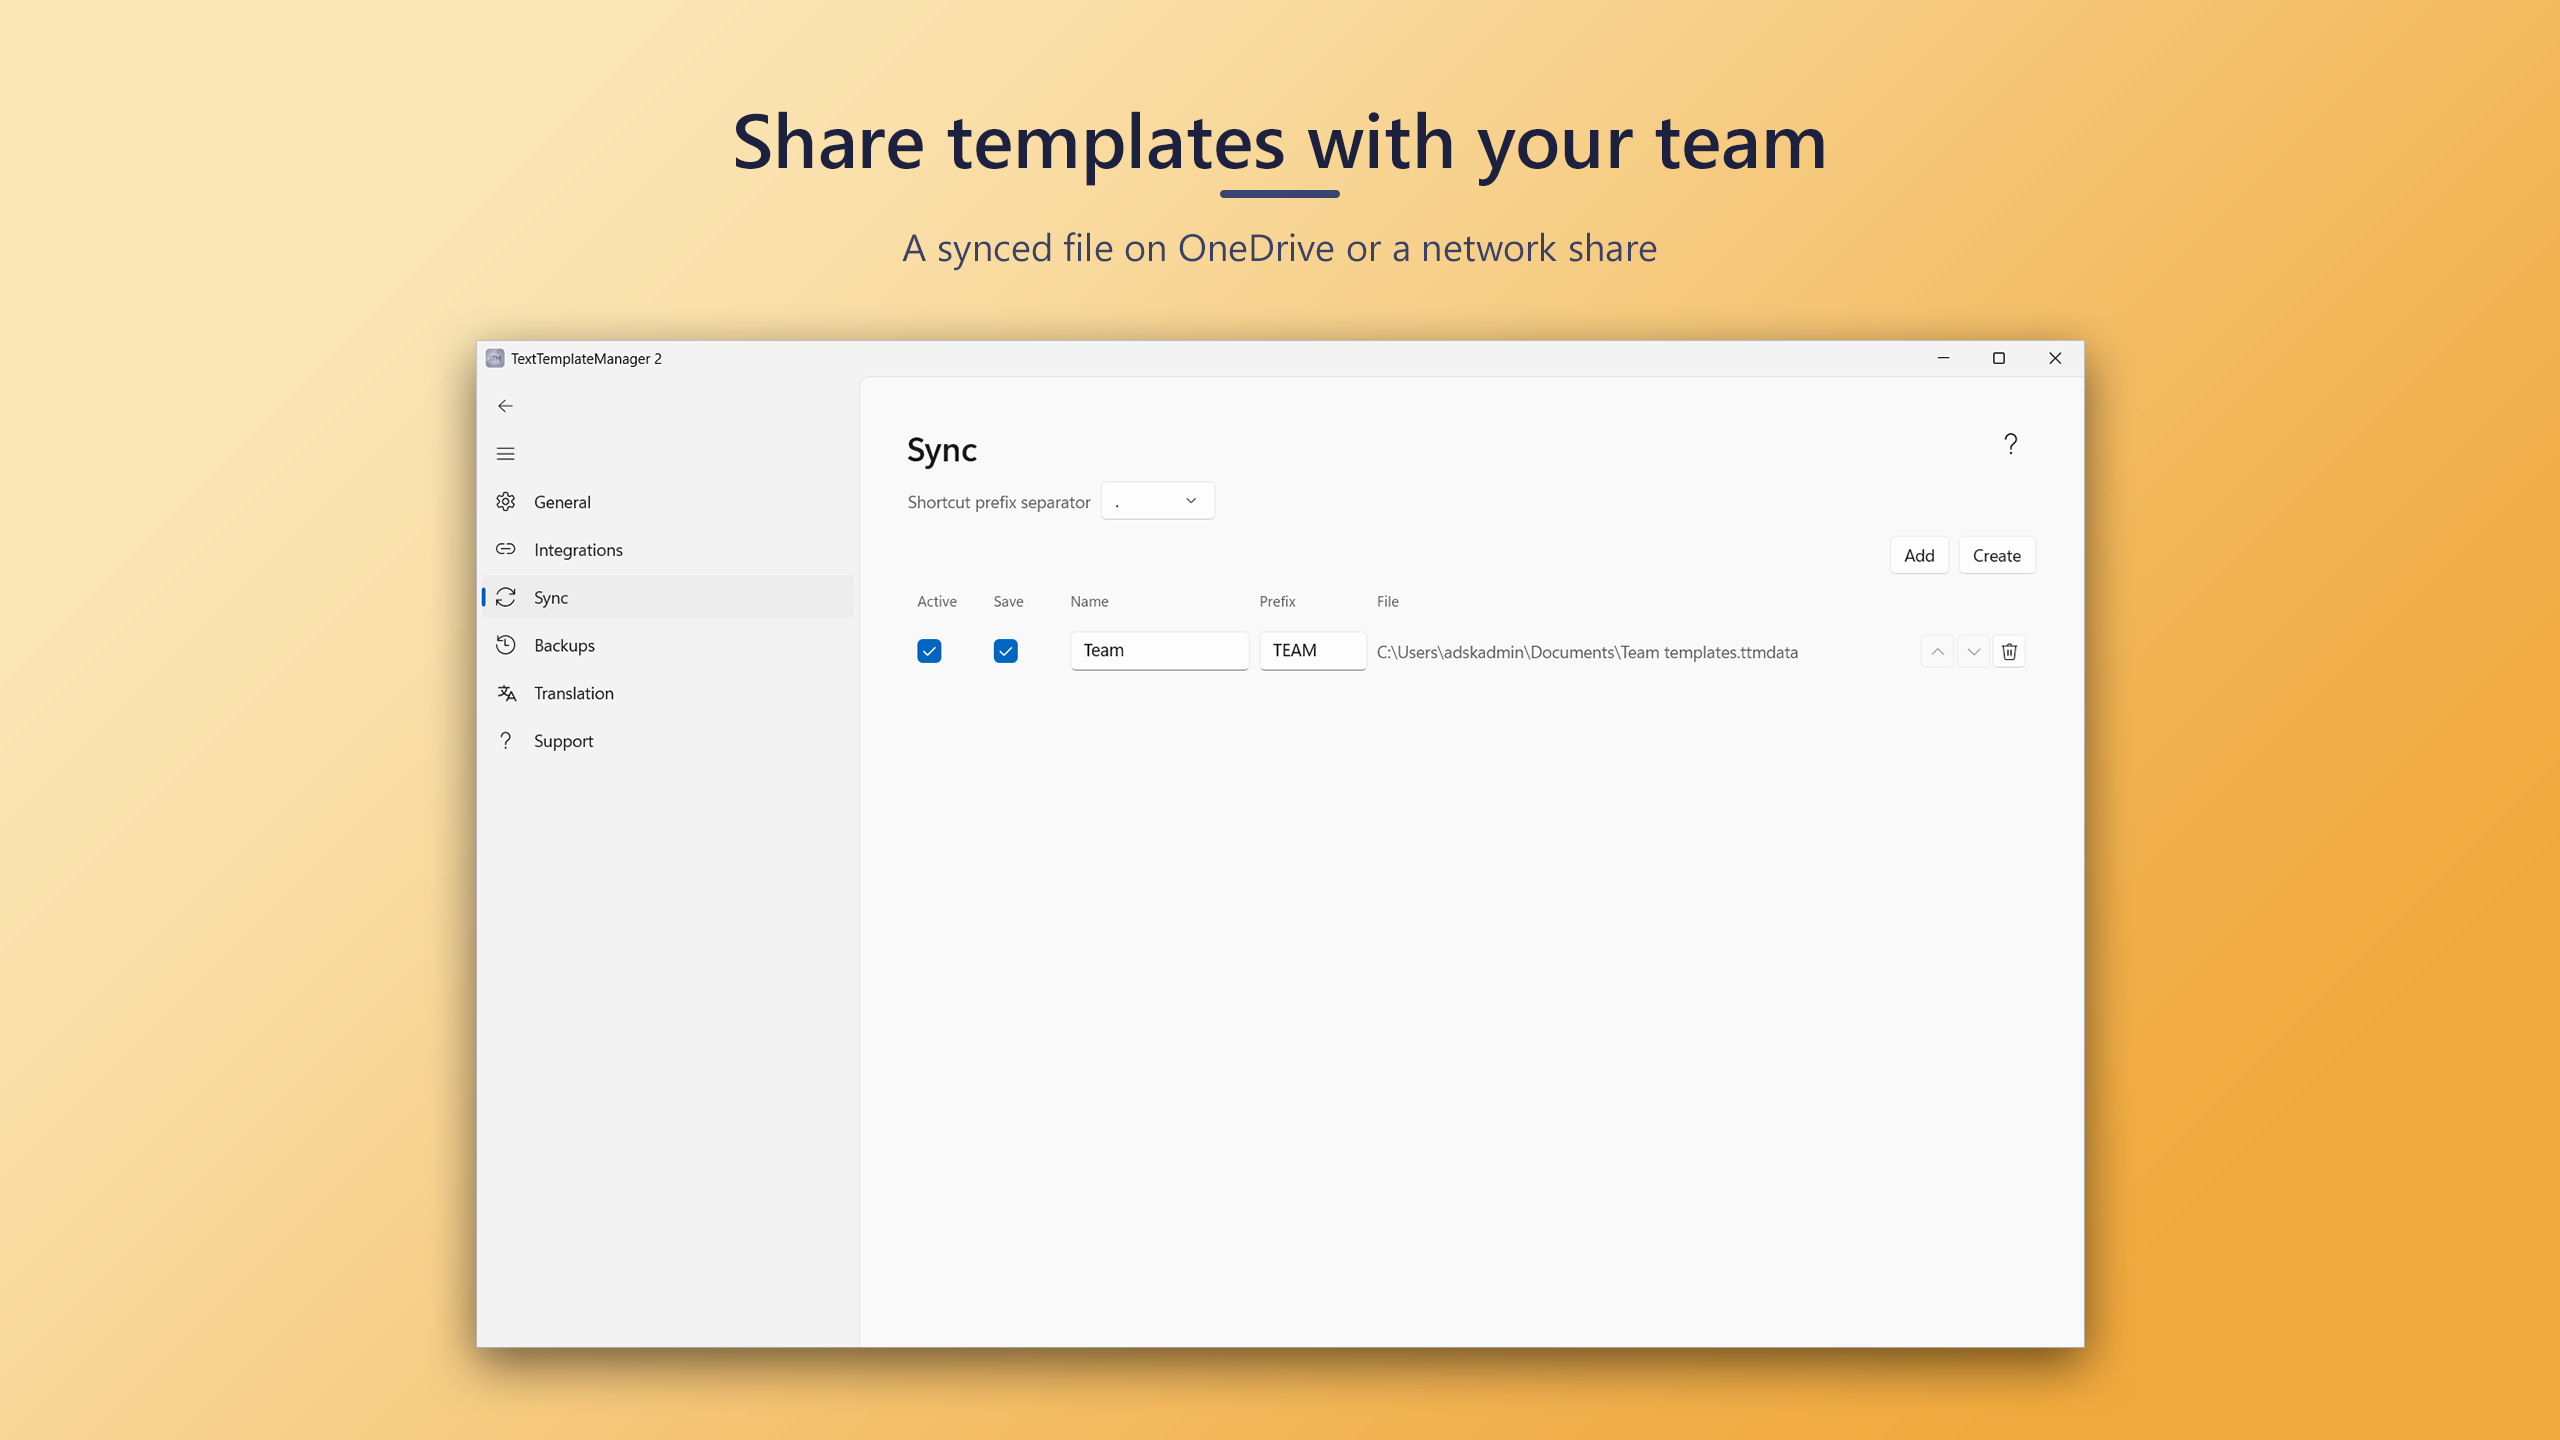 Share templates with your team
A synced file on OneDrive or a network share
TextTemplateManager 2
General
Integrations
Sync
Backups
Translation
Support
Sync
?
Shortcut prefix separator .
Add Create
Active Save Name Prefix File
Team TEAM C:\Users\adskadmin\Documents\Team templates.ttmdata